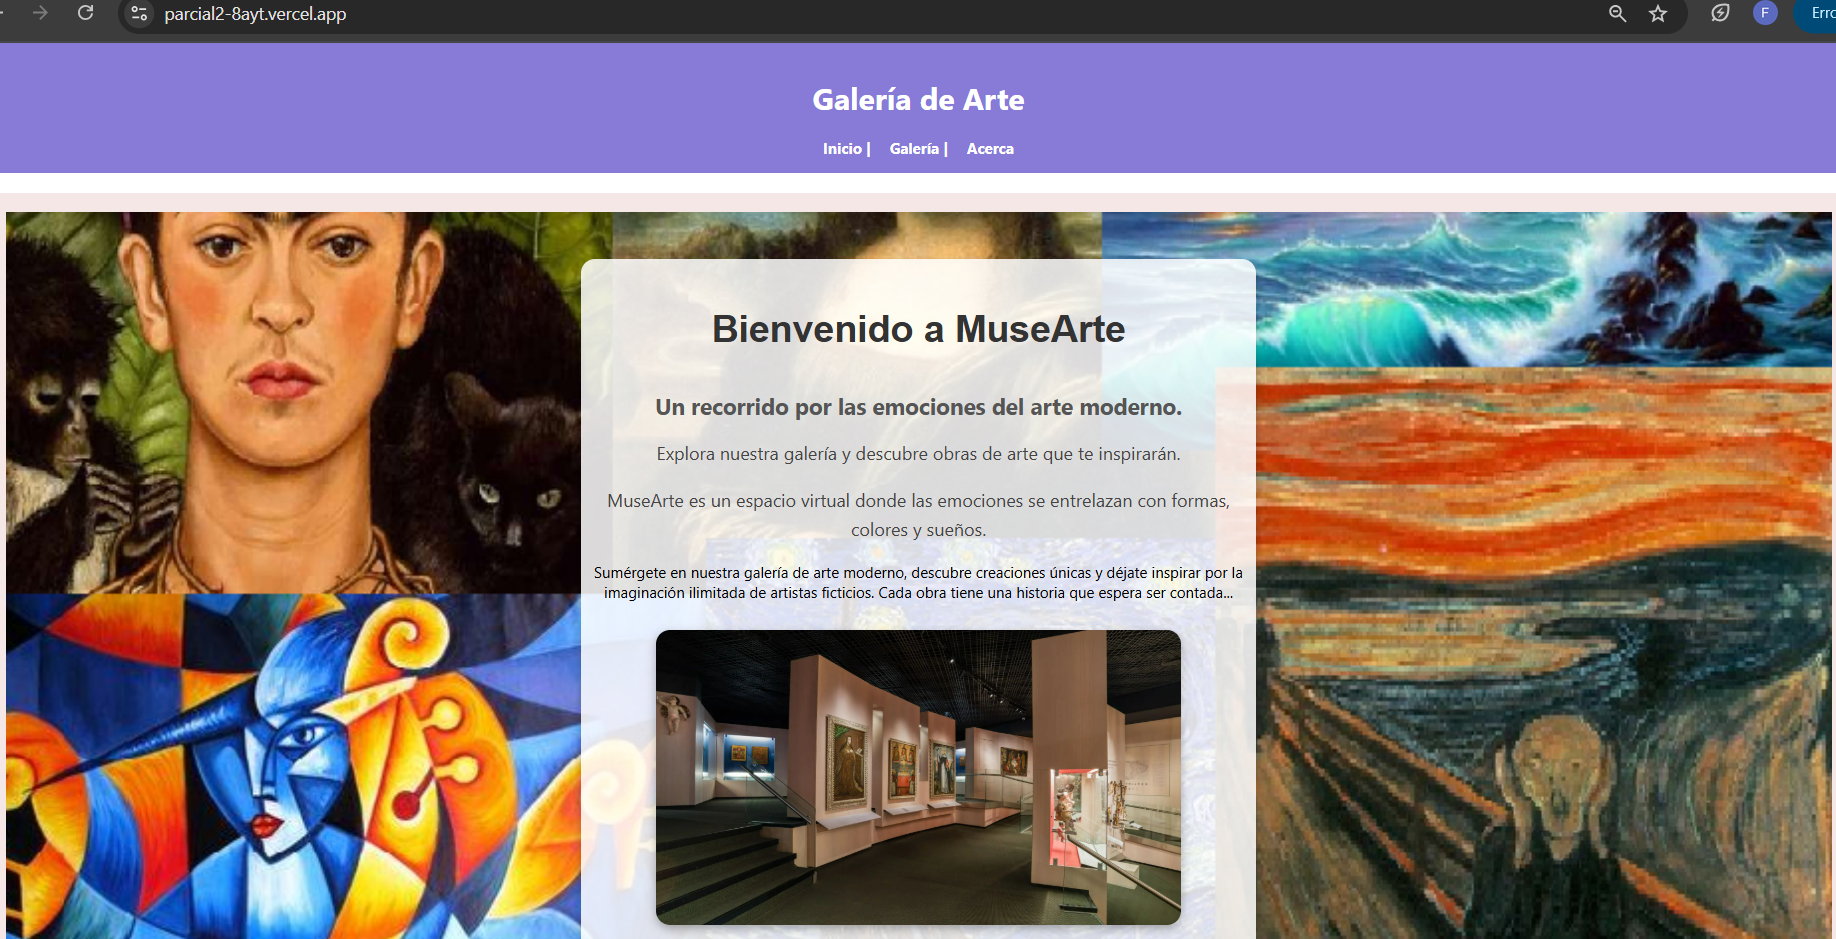 parcial2-8ayt.vercel.app
F
Erro
Galería de Arte
Inicio | Galería | Acerca
Bienvenido a MuseArte
Un recorrido por las emociones del arte moderno.
Explora nuestra galería y descubre obras de arte que te inspirarán.
MuseArte es un espacio virtual donde las emociones se entrelazan con formas,
colores y sueños.
Sumérgete en nuestra galería de arte moderno, descubre creaciones únicas y déjate inspirar por la
imaginación ilimitada de artistas ficticios. Cada obra tiene una historia que espera ser contada...